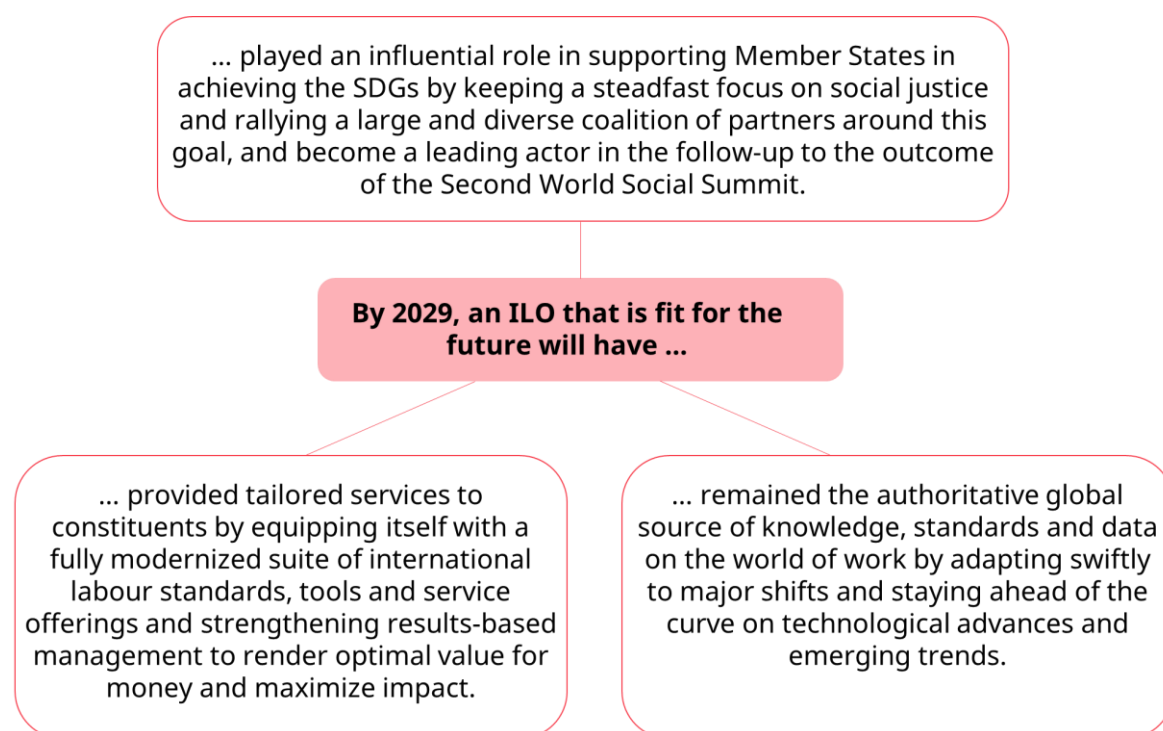 ... played an influential role in supporting Member States in
achieving the SDGs by keeping a steadfast focus on social justice
and rallying a large and diverse coalition of partners around this
goal, and become a leading actor in the follow-up to the outcome
of the Second World Social Summit.
By 2029, an ILO that is fit for the
future will have ...
... provided tailored services to
constituents by equipping itself with a
fully modernized suite of international
labour standards, tools and service
offerings and strengthening results-based
management to render optimal value for
money and maximize impact.
... remained the authoritative global
source of knowledge, standards and data
on the world of work by adapting swiftly
to major shifts and staying ahead of the
curve on technological advances and
emerging trends.